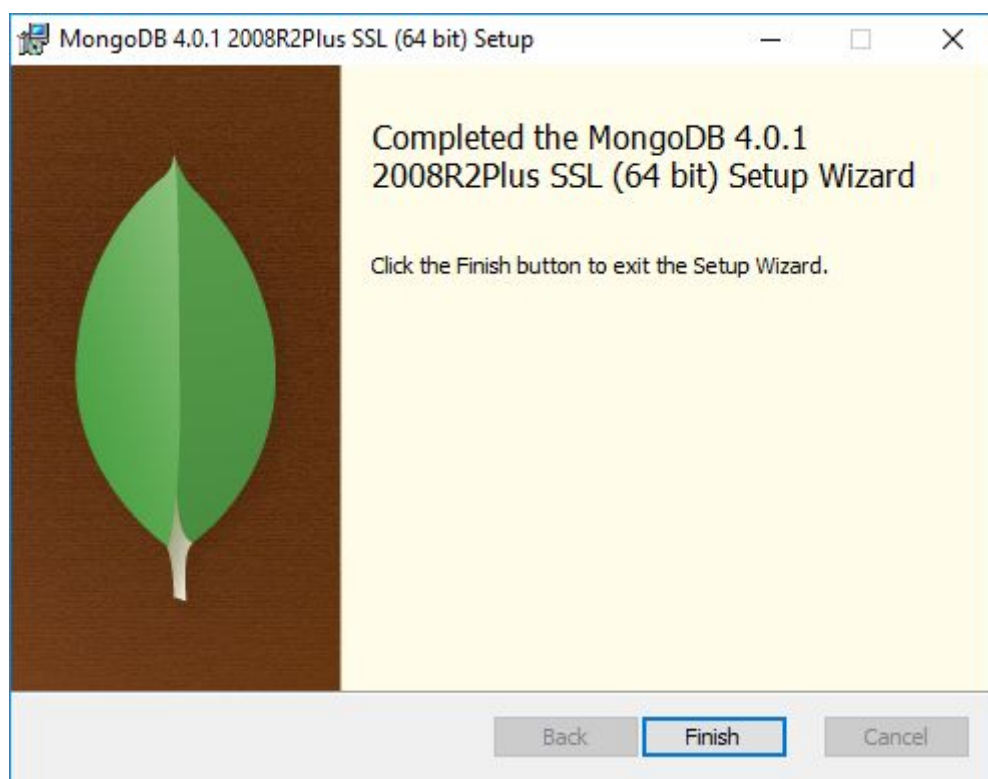 MongoDB 4.0.1 2008R2Plus SSL (64 bit) Setup
Completed the MongoDB 4.0.1
2008R2Plus SSL (64 bit) Setup Wizard
Click the Finish button to exit the Setup Wizard.
Back
Finish
Cancel